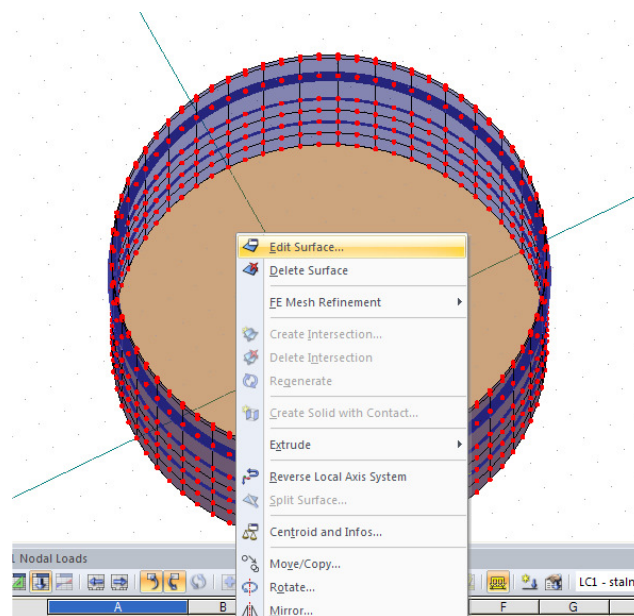 Edit Surface...
Delete Surface
FE Mesh Refinement
Create Intersection...
Delete Intersection
Regenerate
Create Solid with Contact...
Extrude
Reverse Local Axis System
Split Surface...
Centroid and Infos...
Move/Copy...
Rotate...
Mirror...
1 Nodal Loads
LC1 - staln
A B F G